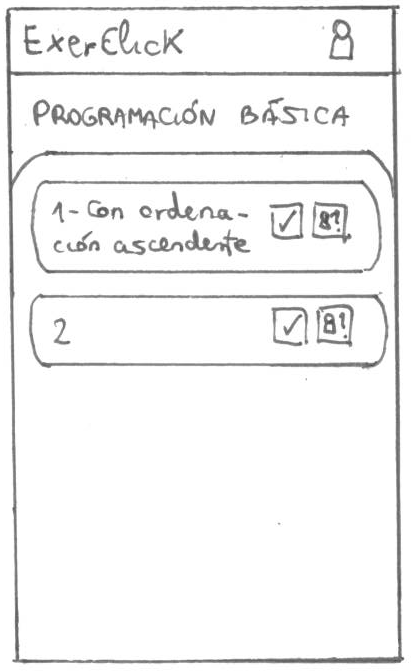 ExerClick
PROGRAMACIÓN BÁSICA
1- Con ordena-
ción ascendente
2